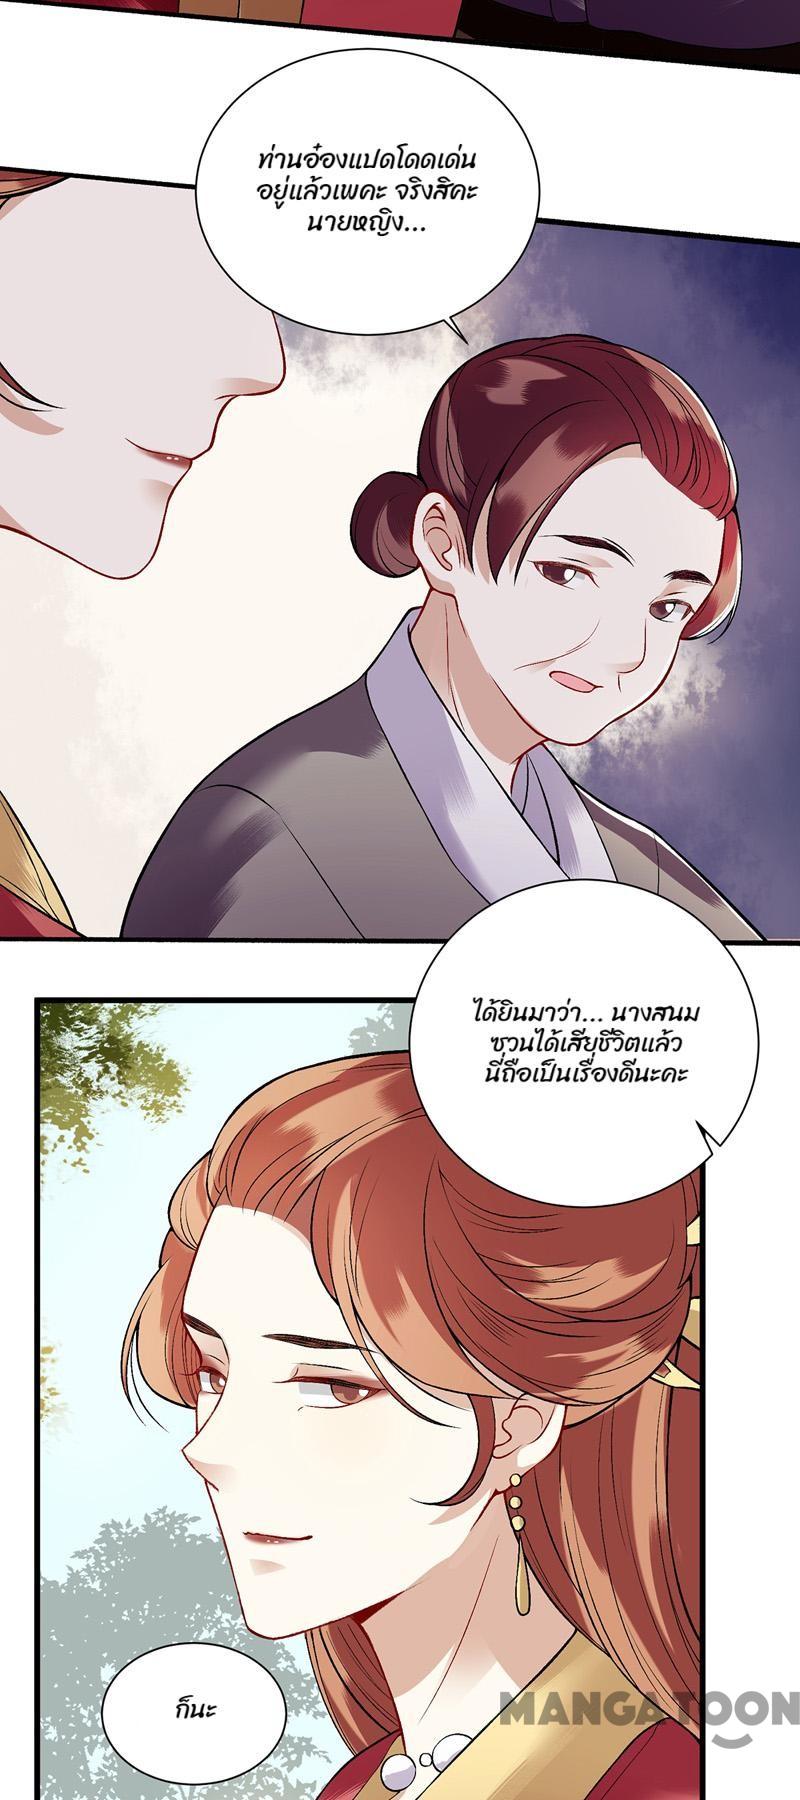 ท่านอ๋องแปดโดดเด่น
อยู่แล้วเพคะ จริงสิคะ
นายหญิง...
ได้ยินมาว่า... นางสนม
ซวนได้เสียชีวิตแล้ว
นี่ถือเป็นเรื่องดีนะคะ
ก็นะ
MANGATOON